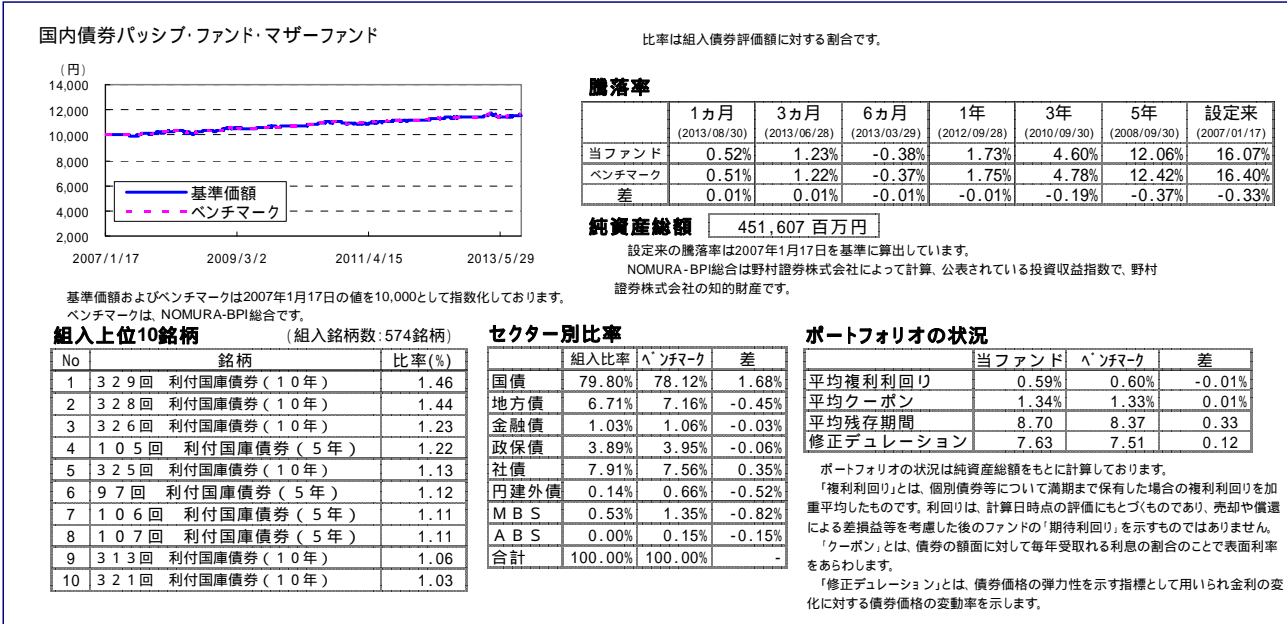 国内債券パッシブ・ファンド・マザーファンド
比率は組入債券評価額に対する割合です。
(円)
14,000
12,000
10,000
8,000
6,000
4,000
2,000
基準価額
ベンチマーク
2007/1/17 2009/3/2 2011/4/15 2013/5/29
基準価額およびベンチマークは2007年1月17日の値を10,000として指数化しております。
ベンチマークは、NOMURA-BPI総合です。
騰落率
1ヵ月 3ヵ月 6ヵ月 1年 3年 5年 設定来
(2013/08/30) (2013/06/28) (2013/03/29) (2012/09/28) (2010/09/30) (2008/09/30) (2007/01/17)
当ファンド 0.52% 1.23% -0.38% 1.73% 4.60% 12.06% 16.07%
ベンチマーク 0.51% 1.22% -0.37% 1.75% 4.78% 12.42% 16.40%
差 0.01% 0.01% -0.01% -0.01% -0.19% -0.37% -0.33%
純資産総額 451,607 百万円
設定来の騰落率は2007年1月17日を基準に算出しています。
NOMURA-BPI総合は野村證券株式会社によって計算、公表されている投資収益指数で、野村
證券株式会社の知的財産です。
組入上位10銘柄 (組入銘柄数:574銘柄)
No 銘柄 比率(%)
1 329回 利付国庫債券(10年) 1.46
2 328回 利付国庫債券(10年) 1.44
3 326回 利付国庫債券(10年) 1.23
4 105回 利付国庫債券(5年) 1.22
5 325回 利付国庫債券(10年) 1.13
6 97回 利付国庫債券(5年) 1.12
7 106回 利付国庫債券(5年) 1.11
8 107回 利付国庫債券(5年) 1.11
9 313回 利付国庫債券(10年) 1.06
10 321回 利付国庫債券(10年) 1.03
セクター別比率
組入比率 ベンチマーク 差
国債 79.80% 78.12% 1.68%
地方債 6.71% 7.16% -0.45%
金融債 1.03% 1.06% -0.03%
政保債 3.89% 3.95% -0.06%
社債 7.91% 7.56% 0.35%
円建外債 0.14% 0.66% -0.52%
MBS 0.53% 1.35% -0.82%
ABS 0.00% 0.15% -0.15%
合計 100.00% 100.00% -
ポートフォリオの状況
当ファンド ベンチマーク 差
平均複利利回り 0.59% 0.60% -0.01%
平均クーポン 1.34% 1.33% 0.01%
平均残存期間 8.70 8.37 0.33
修正デュレーション 7.63 7.51 0.12
ポートフォリオの状況は純資産総額をもとに計算しております。
「複利利回り」とは、個別債券等について満期まで保有した場合の複利利回りを加
重平均したものです。利回りは、計算日時点の評価にもとづくものであり、売却や償還
による差損益等を考慮した後のファンドの「期待利回り」を示すものではありません。
「クーポン」とは、債券の額面に対して毎年受取れる利息の割合のことで表面利率
をあらわします。
「修正デュレーション」とは、債券価格の弾力性を示す指標として用いられ金利の変
化に対する債券価格の変動率を示します。